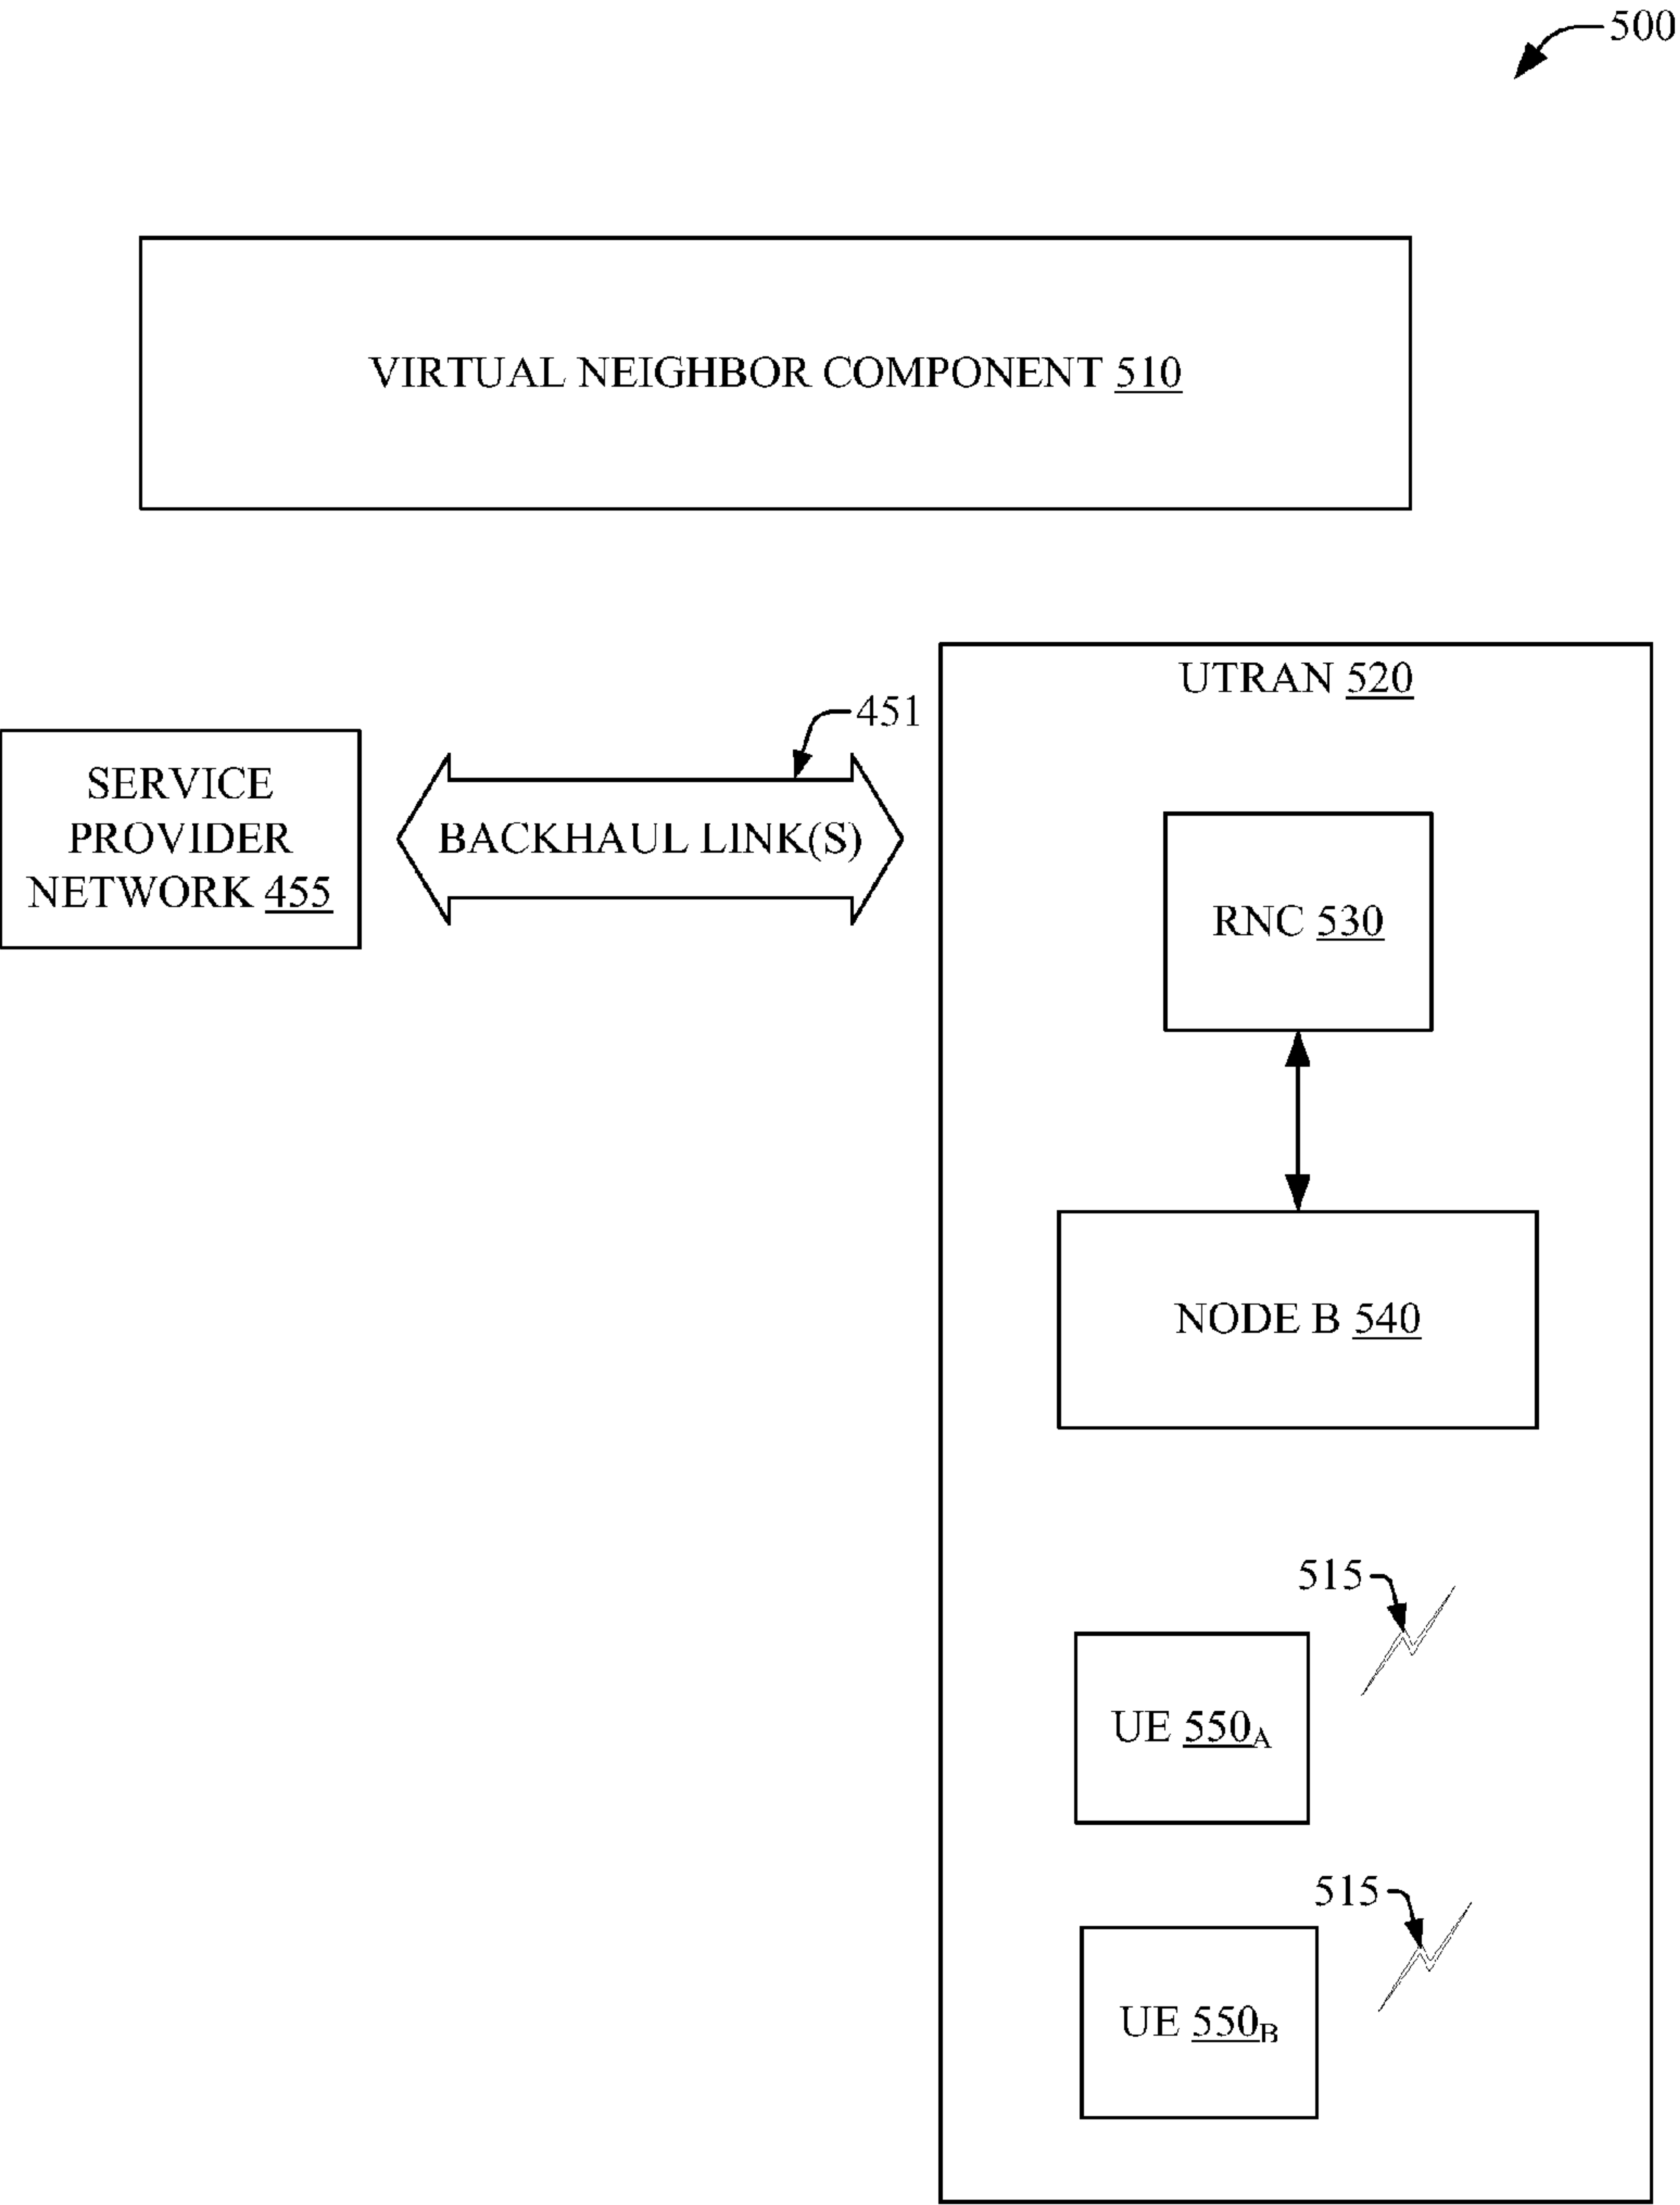 500
VIRTUAL NEIGHBOR COMPONENT 510
UTRAN 520
451
SERVICE
PROVIDER
NETWORK 455
BACKHAUL LINK(S)
RNC 530
NODE B 540
515
UE 550A
515
UE 550B